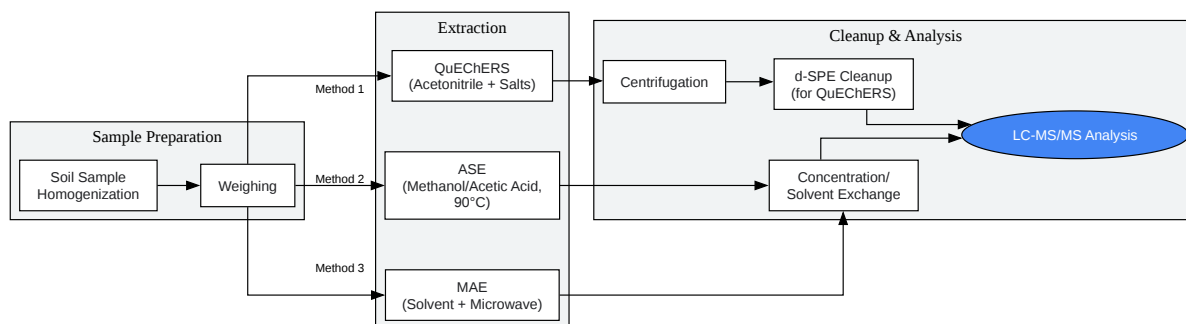 Extraction
Cleanup & Analysis
QuEChERS
(Acetonitrile + Salts)
Centrifugation
d-SPE Cleanup
(for QuEChERS)
Method 1
Sample Preparation
LC-MS/MS Analysis
Soil Sample
Homogenization
Weighing
Method 2
ASE
(Methanol/Acetic Acid,
90°C)
Concentration/
Solvent Exchange
Method 3
MAE
(Solvent + Microwave)